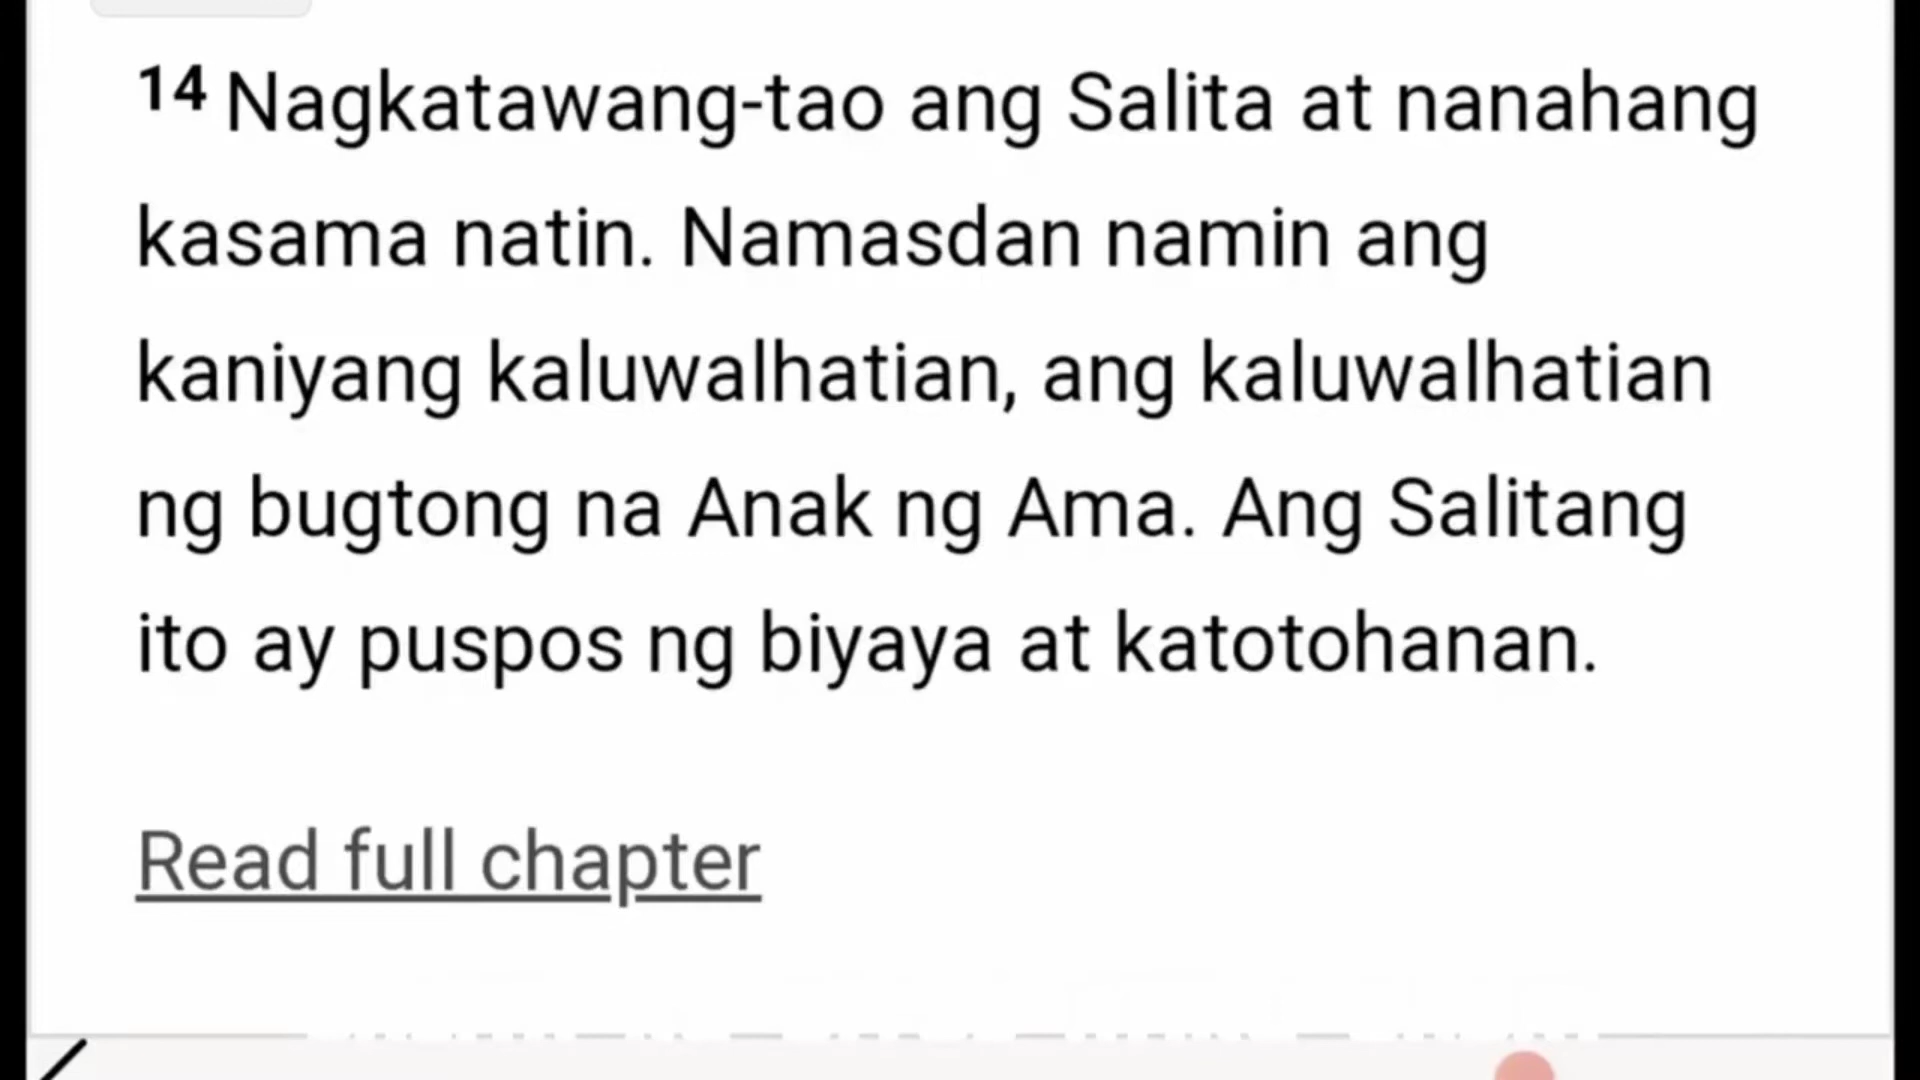 14 Nagkatawang-tao ang Salita at nanahang
kasama natin. Namasdan namin ang
kaniyang kaluwalhatian, ang kaluwalhatian
ng bugtong na Anak ng Ama. Ang Salitang
ito ay puspos ng biyaya at katotohanan.
Read full chapter